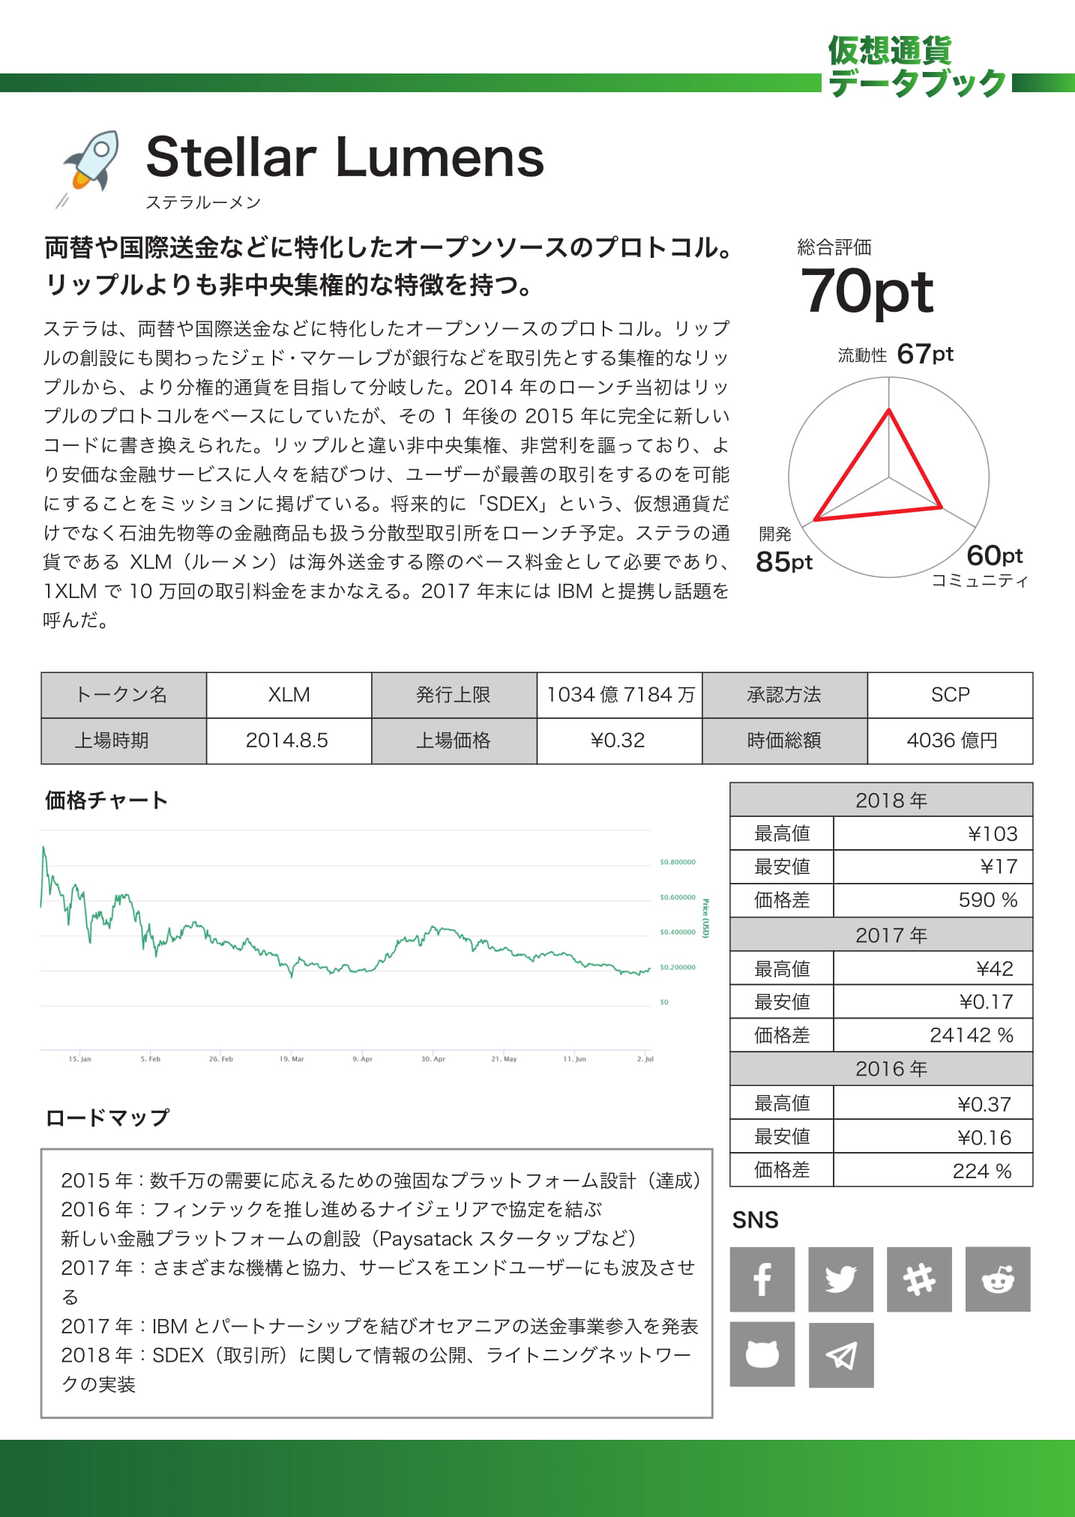 仮想通貨
データブック
Stellar Lumens
ステラルーメン
両替や国際送金などに特化したオープンソースのプロトコル。
リップルよりも非中央集権的な特徴を持つ。
ステラは、両替や国際送金などに特化したオープンソースのプロトコル。リップ
ルの創設にも関わったジェド・マケーレブが銀行などを取引先とする集権的なリッ
プルから、より分権的通貨を目指して分岐した。2014 年のローンチ当初はリッ
プルのプロトコルをベースにしていたが、その 1 年後の 2015 年に完全に新しい
コードに書き換えられた。リップルと違い非中央集権、非営利を謳っており、よ
り安価な金融サービスに人々を結びつけ、ユーザーが最善の取引をするのを可能
にすることをミッションに掲げている。将来的に「SDEX」という、仮想通貨だ
けでなく石油先物等の金融商品も扱う分散型取引所をローンチ予定。ステラの通
貨である XLM（ルーメン）は海外送金する際のベース料金として必要であり、
1XLM で 10 万回の取引料金をまかなえる。2017 年末には IBM と提携し話題を
呼んだ。
総合評価
70pt
流動性 67pt
開発
85pt
60pt
コミュニティ
トークン名 XLM 発行上限 1034 億 7184 万 承認方法 SCP
上場時期 2014.8.5 上場価格 ¥0.32 時価総額 4036 億円
価格チャート
$0.800000
$0.600000
$0.400000
$0.200000
$0
Price (USD)
15. Jan 5. Feb 26. Feb 19. Mar 9. Apr 30. Apr 21. May 11. Jun 2. Jul
2018 年
最高値 ¥103
最安値 ¥17
価格差 590 %
2017 年
最高値 ¥42
最安値 ¥0.17
価格差 24142 %
2016 年
最高値 ¥0.37
最安値 ¥0.16
価格差 224 %
ロードマップ
2015 年：数千万の需要に応えるための強固なプラットフォーム設計（達成）
2016 年：フィンテックを推し進めるナイジェリアで協定を結ぶ
新しい金融プラットフォームの創設（Paysatack スタータップなど）
2017 年：さまざまな機構と協力、サービスをエンドユーザーにも波及させ
る
2017 年：IBM とパートナーシップを結びオセアニアの送金事業参入を発表
2018 年：SDEX（取引所）に関して情報の公開、ライトニングネットワー
クの実装
SNS